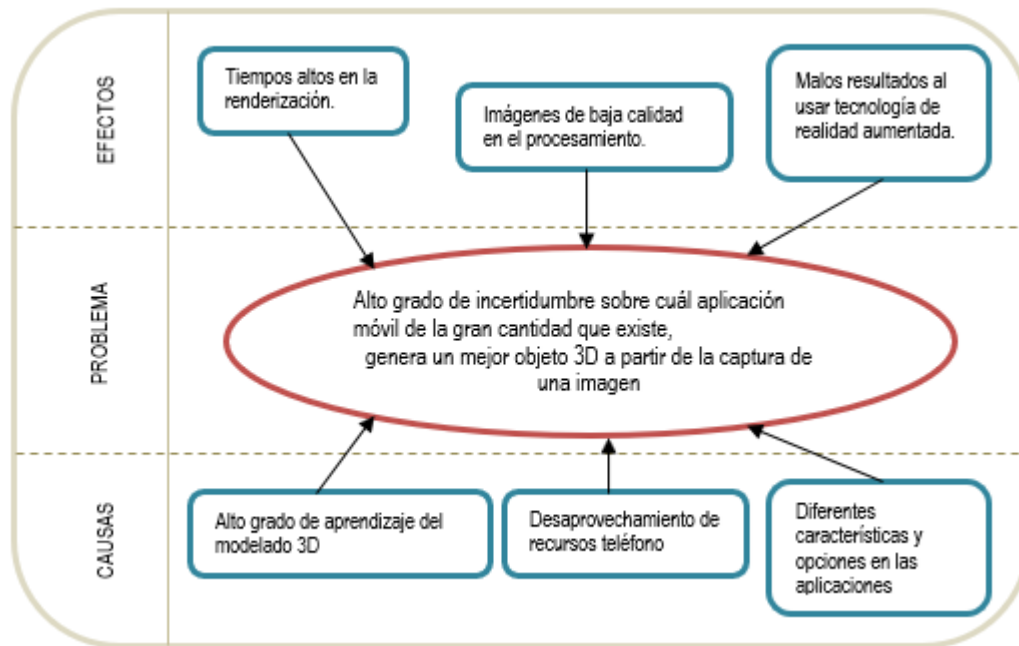 EFECTOS
Tiempos altos en la
renderización.
Imágenes de baja calidad
en el procesamiento.
Malos resultados al
usar tecnología de
realidad aumentada.
PROBLEMA
Alto grado de incertidumbre sobre cuál aplicación
móvil de la gran cantidad que existe,
genera un mejor objeto 3D a partir de la captura de
una imagen
CAUSAS
Alto grado de aprendizaje del
modelado 3D
Desaprovechamiento de
recursos teléfono
Diferentes
características y
opciones en las
aplicaciones